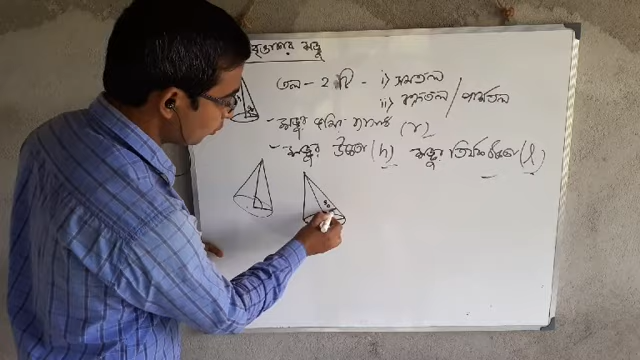 বৃত্তাকার শঙ্কু
তল - 2 টি - i) সমতল
ii) বক্রতল / পার্শ্বতল
- শঙ্কুর ব্যাসার্ধ (r)
- শঙ্কুর উচ্চতা (h) শঙ্কুর তির্যক উচ্চতা (l)